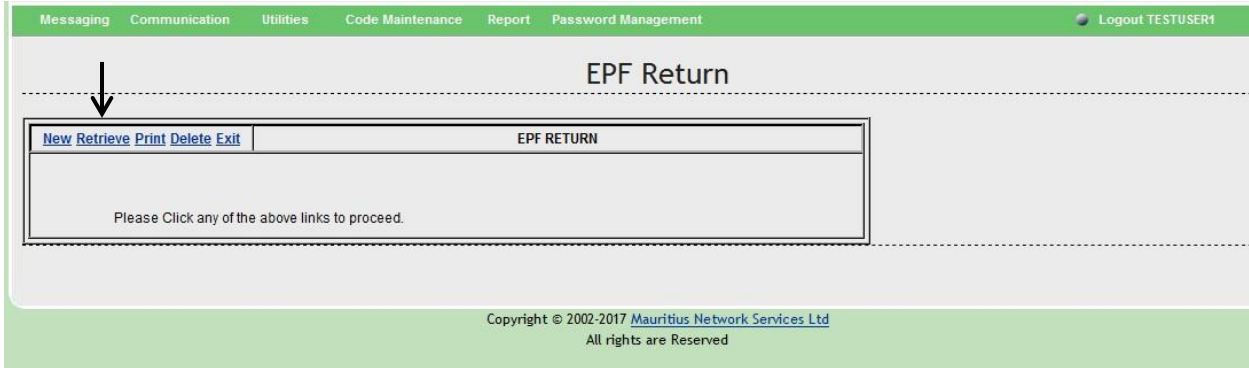 Messaging Communication Utilities Code Maintenance Report Password Management Logout TESTUSER1
EPF Return
New Retrieve Print Delete Exit EPF RETURN
Please Click any of the above links to proceed.
Copyright © 2002-2017 Mauritius Network Services Ltd
All rights are Reserved